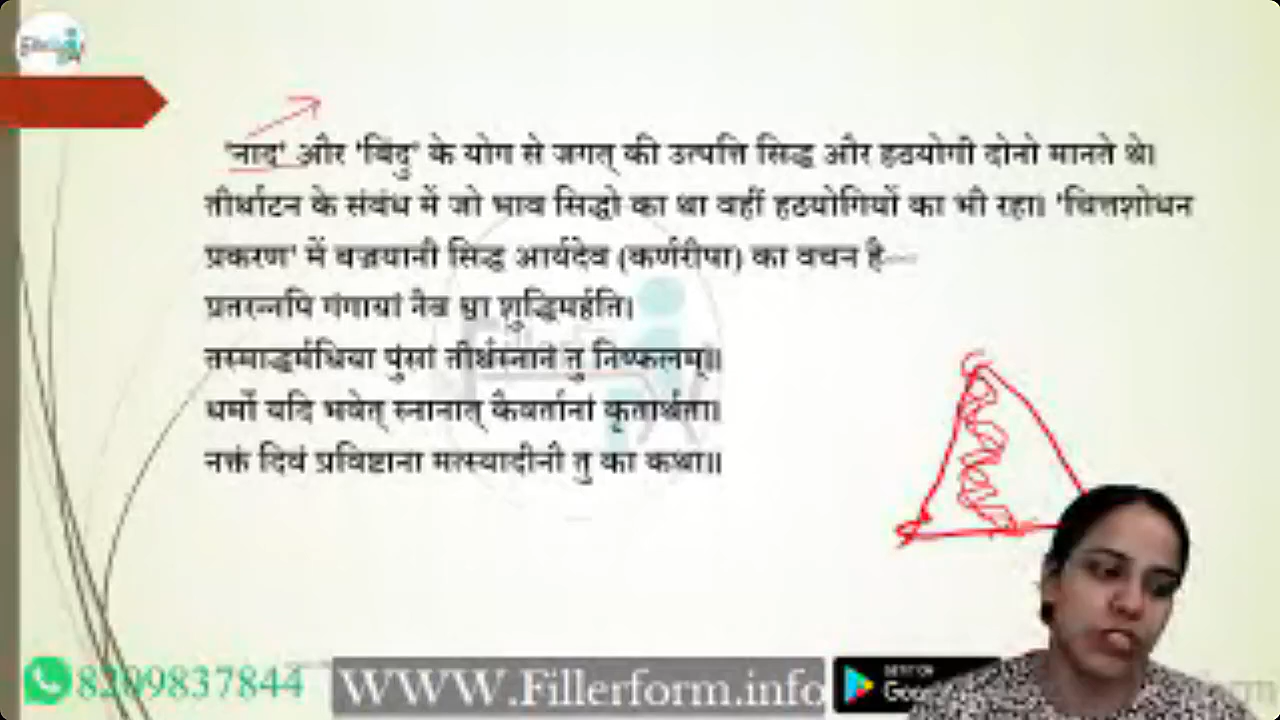 'नाद' और 'बिंदु' के योग से जगत् की उत्पत्ति सिद्ध और हठयोगी दोनो मानते थे।
तीर्थाटन के संबंध में जो भाव सिद्धो का था वहीं हठयोगियों का भी रहा। 'चित्तशोधन
प्रकरण' में वज्रयानी सिद्ध आर्यदेव (कर्णरीपा) का वचन है—
प्रतरन्नपि गंगायां नैव श्वा शुद्धिमर्हति।
तस्माद्धर्मधियां पुंसां तीर्थस्नानं तु निष्फलम्॥
धर्मो यदि भवेत् स्नानात् कैवर्तानां कृतार्थता।
नक्तं दिवं प्रविष्टाना मत्स्यादीनौ तु का कथा॥
8209837844 WWW.Fillerform.info